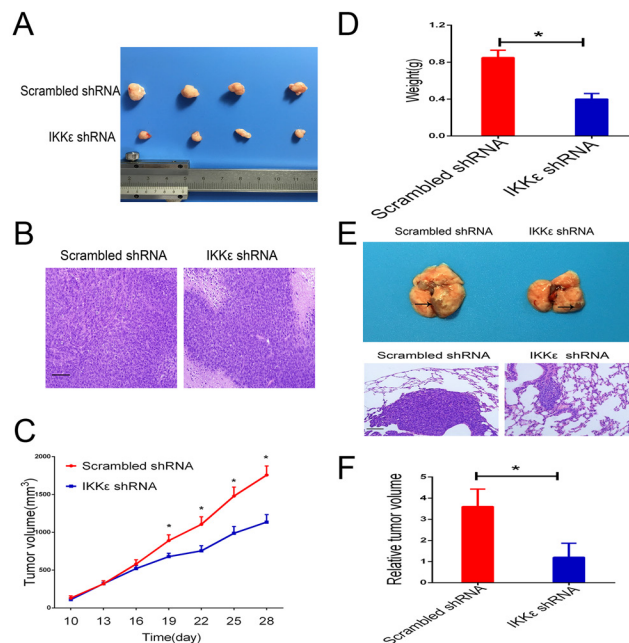 A
Scrambled shRNA
IKKε shRNA
B
Scrambled shRNA
IKKε shRNA
C
Tumor volume(mm3)
2000
1500
1000
500
0
Scrambled shRNA
IKKε shRNA
*
*
*
*
10 13 16 19 22 25 28
Time(day)
D
Weight(g)
1.2
0.8
0.4
0.0
*
Scrambled shRNA
IKKε shRNA
E
Scrambled shRNA
IKKε shRNA
Scrambled shRNA
IKKε shRNA
F
Relative tumor volume
5
4
3
2
1
0
*
Scrambled shRNA
IKKε shRNA